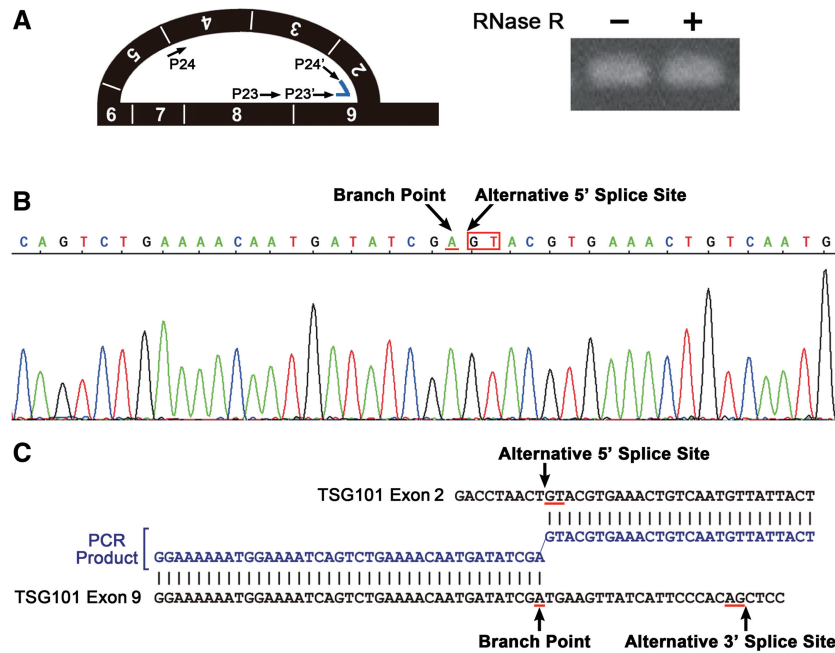 A
RNase R − +
5 4 3 2
P24 P24'
P23 P23'
6 7 8 9
B
Branch Point Alternative 5' Splice Site
C A G T C T G A A A A C A A T G A T A T C G A G T A C G T G A A A C T G T C A A T G
C
Alternative 5' Splice Site
TSG101 Exon 2 GACCTAACTGTACGTGAAACTGTCAATGTTATTACT
PCR Product
GTACGTGAAACTGTCAATGTTATTACT
GGAAAAAATGGAAAATCAGTCTGAAAACAATGATATCGA
TSG101 Exon 9 GGAAAAAATGGAAAATCAGTCTGAAAACAATGATATCGATGAAGTTATCATTCCCACAGCTCC
Branch Point Alternative 3' Splice Site